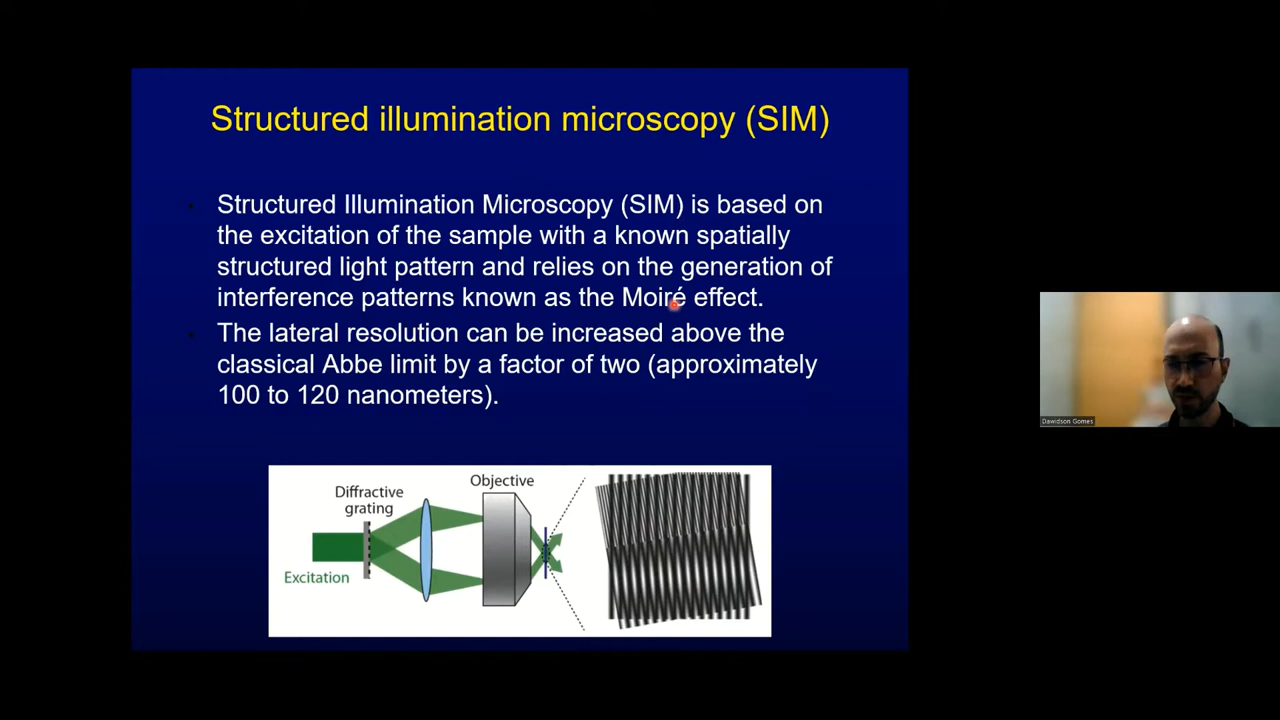 Structured illumination microscopy (SIM)
Structured Illumination Microscopy (SIM) is based on
the excitation of the sample with a known spatially
structured light pattern and relies on the generation of
interference patterns known as the Moiré effect.
The lateral resolution can be increased above the
classical Abbe limit by a factor of two (approximately
100 to 120 nanometers).
Diffractive
grating
Objective
Excitation
Dawidson Gomes